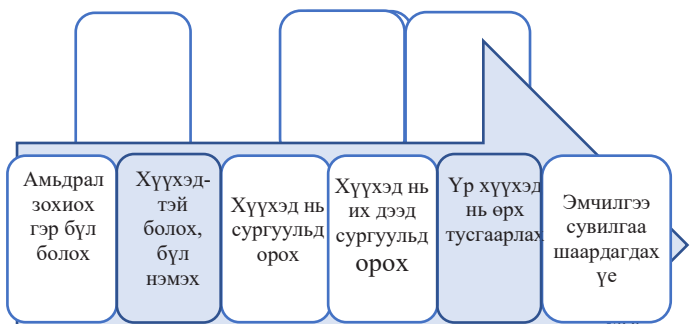 Амьдрал
зохиох
гэр бүл
болох
Хүүхэд-
тэй
болох,
бүл
нэмэх
Хүүхэд нь
сургуульд
орох
Хүүхэд нь
их дээд
сургуульд
орох
Үр хүүхэд
нь өрх
тусгаарлах
Эмчилгээ
сувилгаа
шаардагдах
үе